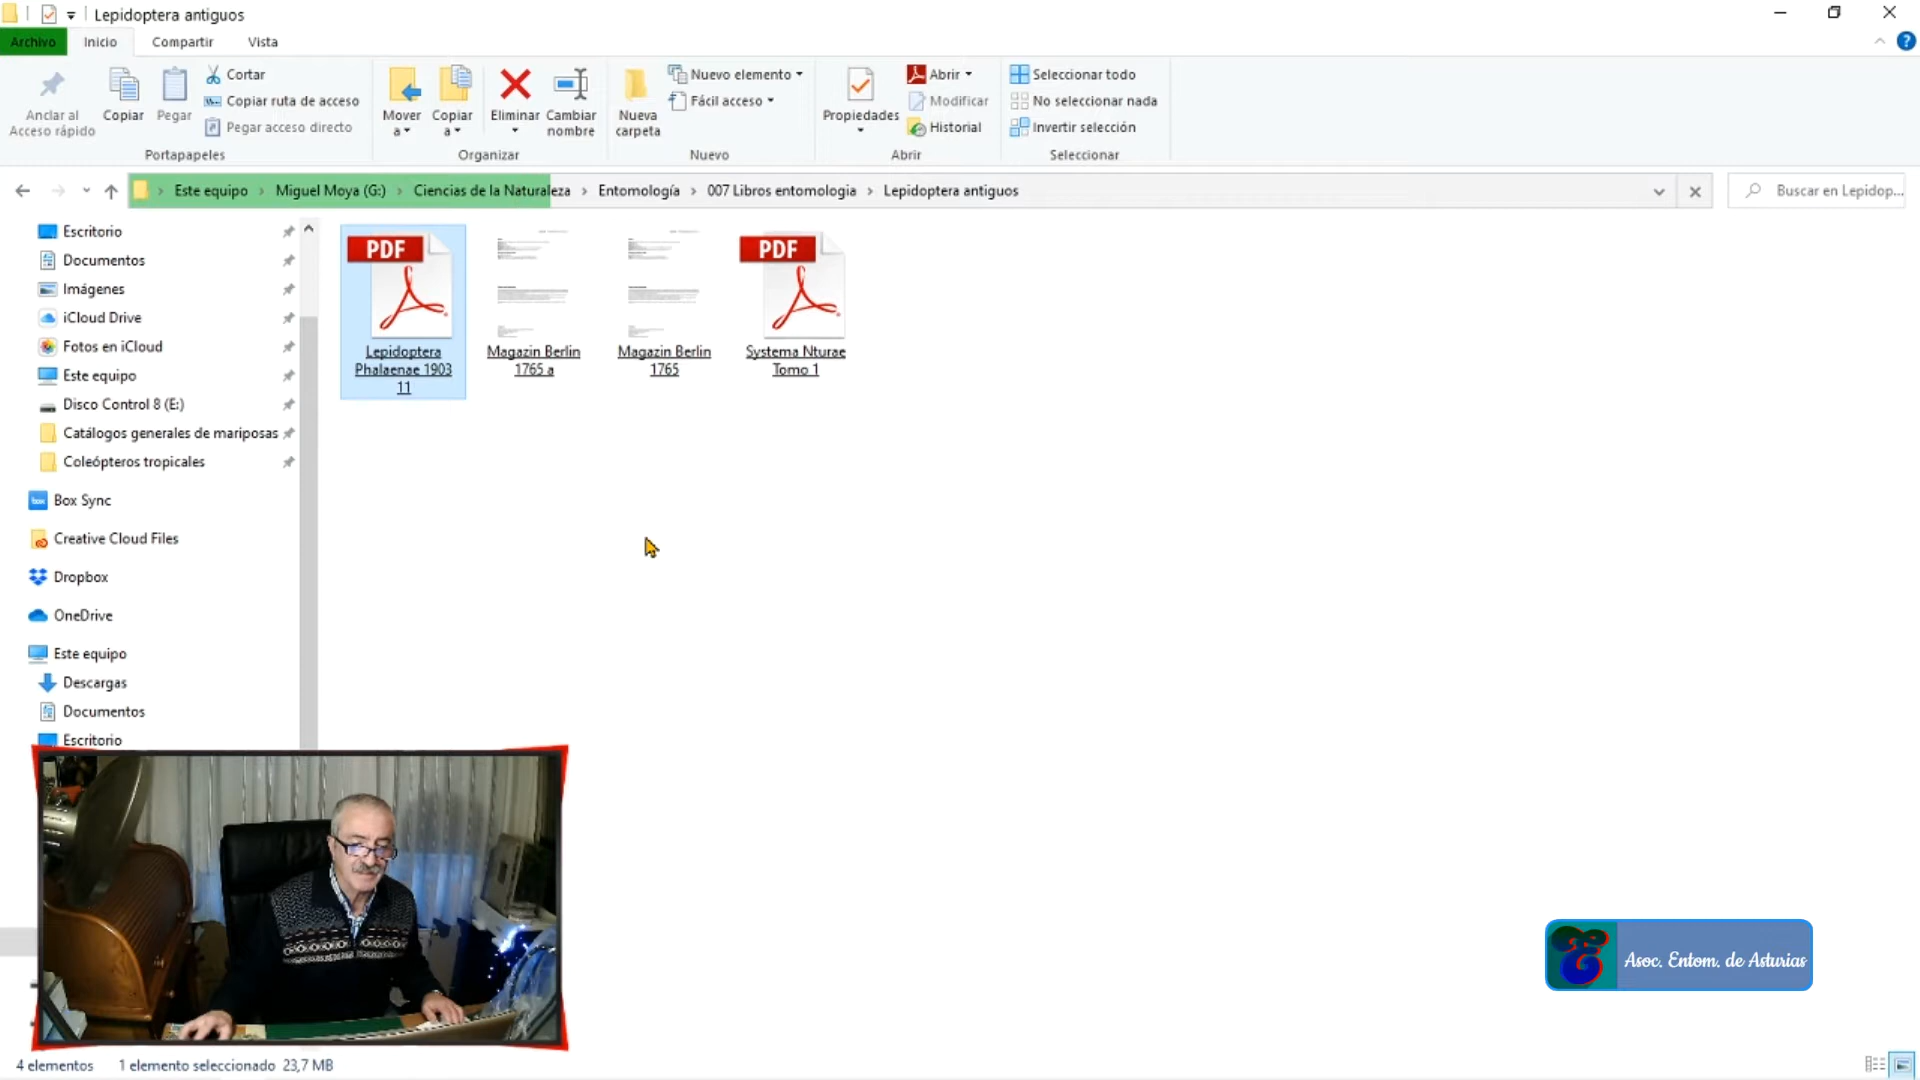 Lepidoptera antiguos
Archivo
Inicio
Compartir
Vista
Anclar al
Acceso rápido
Copiar
Pegar
Cortar
Copiar ruta de acceso
Pegar acceso directo
Portapapeles
Mover
a
Copiar
a
Eliminar
Cambiar
nombre
Organizar
Nueva
carpeta
Nuevo elemento
Fácil acceso
Nuevo
Propiedades
Abrir
Modificar
Historial
Abrir
Seleccionar todo
No seleccionar nada
Invertir selección
Seleccionar
Este equipo > Miguel Moya (G:) > Ciencias de la Naturaleza > Entomología > 007 Libros entomologia > Lepidoptera antiguos
Buscar en Lepidop...
Escritorio
Documentos
Imágenes
iCloud Drive
Fotos en iCloud
Este equipo
Disco Control 8 (E:)
Catálogos generales de mariposas
Coleópteros tropicales
Box Sync
Creative Cloud Files
Dropbox
OneDrive
Este equipo
Descargas
Documentos
Escritorio
PDF
Lepidoptera
Phalaenae 1903
11
Magazin Berlin
1765 a
Magazin Berlin
1765
PDF
Systema Nturae
Tomo 1
Asoc. Entom. de Asturias
4 elementos
1 elemento seleccionado 23,7 MB